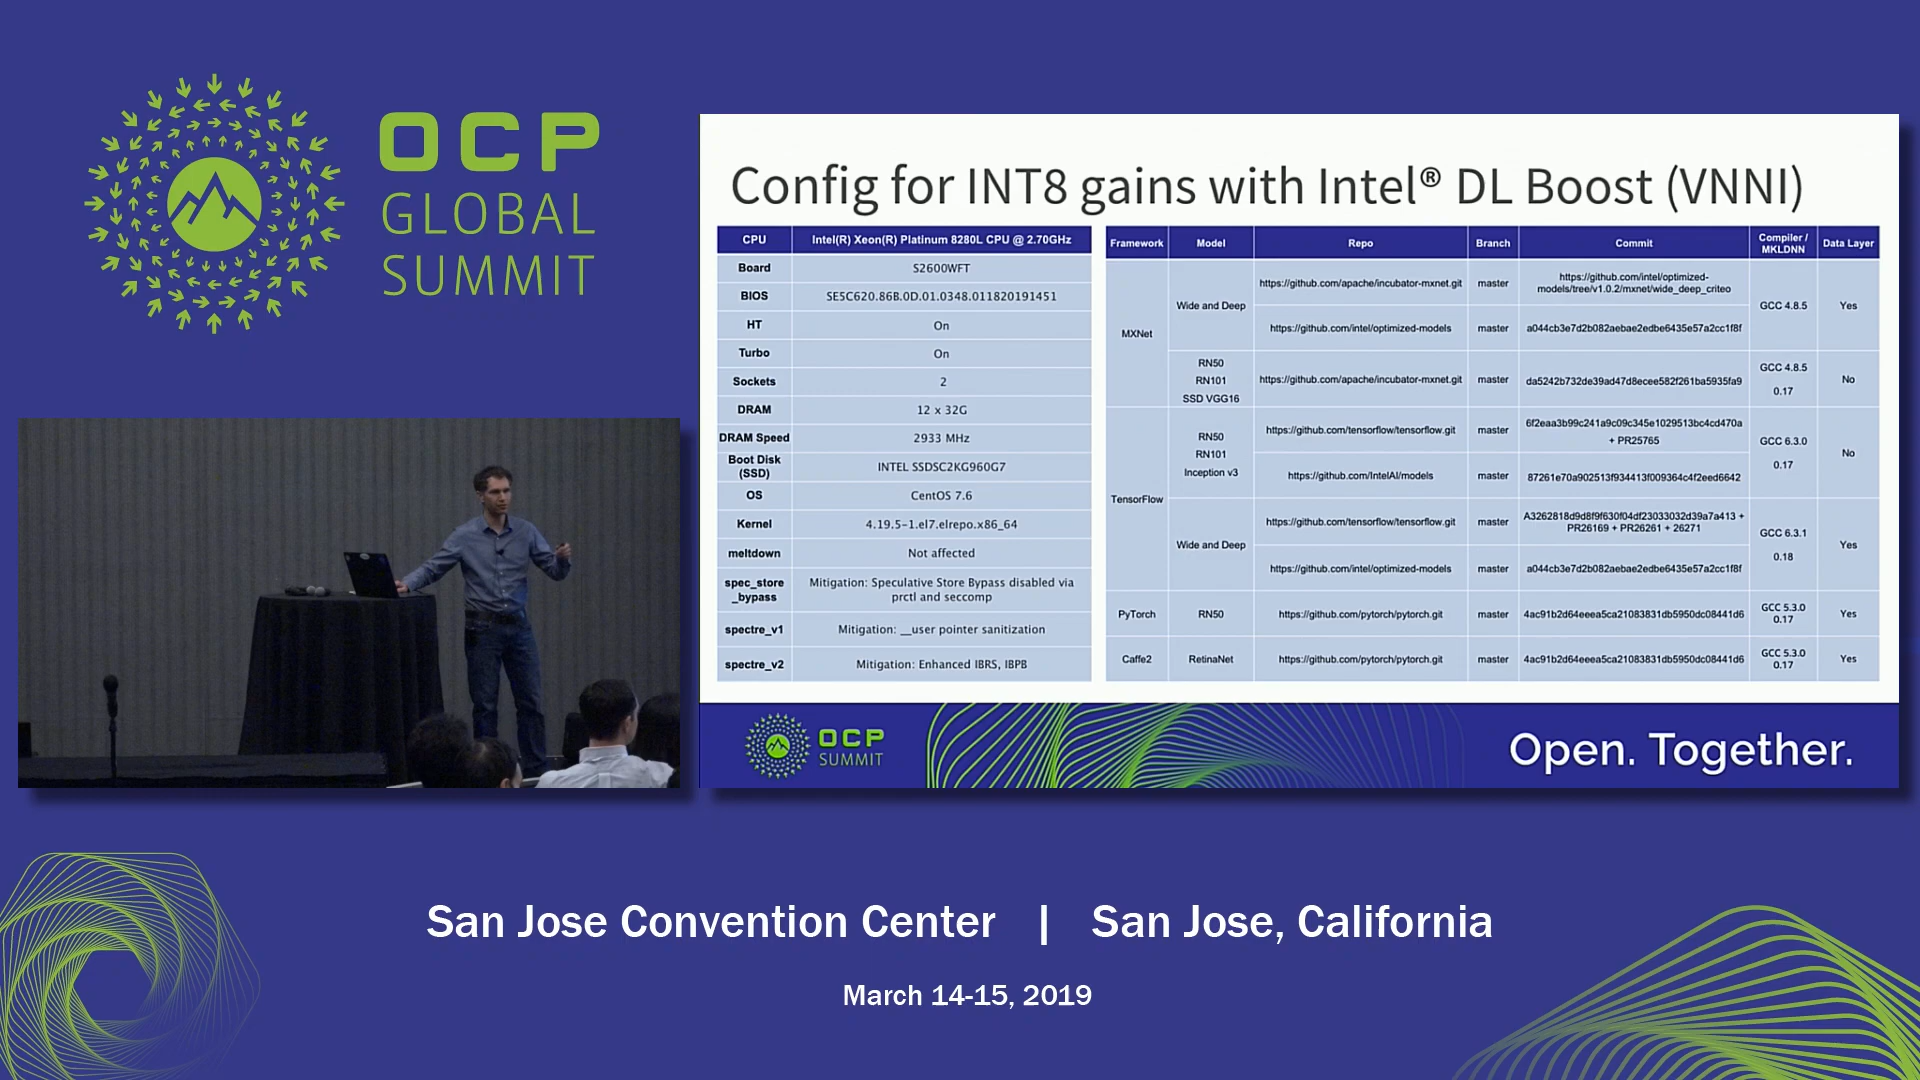 OCP
GLOBAL
SUMMIT
Config for INT8 gains with Intel® DL Boost (VNNI)
CPU Intel(R) Xeon(R) Platinum 8280L CPU @ 2.70GHz
Board S2600WFT
BIOS SE5C620.86B.0D.01.0348.011820191451
HT On
Turbo On
Sockets 2
DRAM 12 x 32G
DRAM Speed 2933 MHz
Boot Disk
(SSD) INTEL SSDSC2KG960G7
OS CentOS 7.6
Kernel 4.19.5-1.el7.elrepo.x86_64
meltdown Not affected
spec_store
_bypass
Mitigation: Speculative Store Bypass disabled via
prctl and seccomp
spectre_v1 Mitigation: __user pointer sanitization
spectre_v2 Mitigation: Enhanced IBRS, IBPB
Framework Model Repo Branch Commit Compiler /
MKLDNN Data Layer
MXNet
Wide and Deep
https://github.com/apache/incubator-mxnet.git master https://github.com/intel/optimized-
models/tree/v1.0.2/mxnet/wide_deep_criteo
GCC 4.8.5 Yes
https://github.com/intel/optimized-models master a044cb3e7d2b082aebae2edbe6435e57a2cc1f8f
RN50
RN101
SSD VGG16
https://github.com/apache/incubator-mxnet.git master da5242b732de39ad47d8ecee582f261ba5935fa9
GCC 4.8.5
0.17
No
TensorFlow
RN50
RN101
Inception v3
https://github.com/tensorflow/tensorflow.git master 6f2eaa3b99c241a9c09c345e1029513bc4cd470a
+ PR25765
GCC 6.3.0
0.17
No
https://github.com/IntelAI/models master 87261e70a902513f934413f009364c4f2eed6642
Wide and Deep
https://github.com/tensorflow/tensorflow.git master A3262818d9d8f9f630f04df23033032d39a7a413 +
PR26169 + PR26261 + 26271
GCC 6.3.1
0.18
Yes
https://github.com/intel/optimized-models master a044cb3e7d2b082aebae2edbe6435e57a2cc1f8f
PyTorch RN50 https://github.com/pytorch/pytorch.git master 4ac91b2d64eeea5ca21083831db5950dc08441d6 GCC 5.3.0
0.17 Yes
Caffe2 RetinaNet https://github.com/pytorch/pytorch.git master 4ac91b2d64eeea5ca21083831db5950dc08441d6 GCC 5.3.0
0.17 Yes
OCP
SUMMIT
Open. Together.
San Jose Convention Center | San Jose, California
March 14-15, 2019